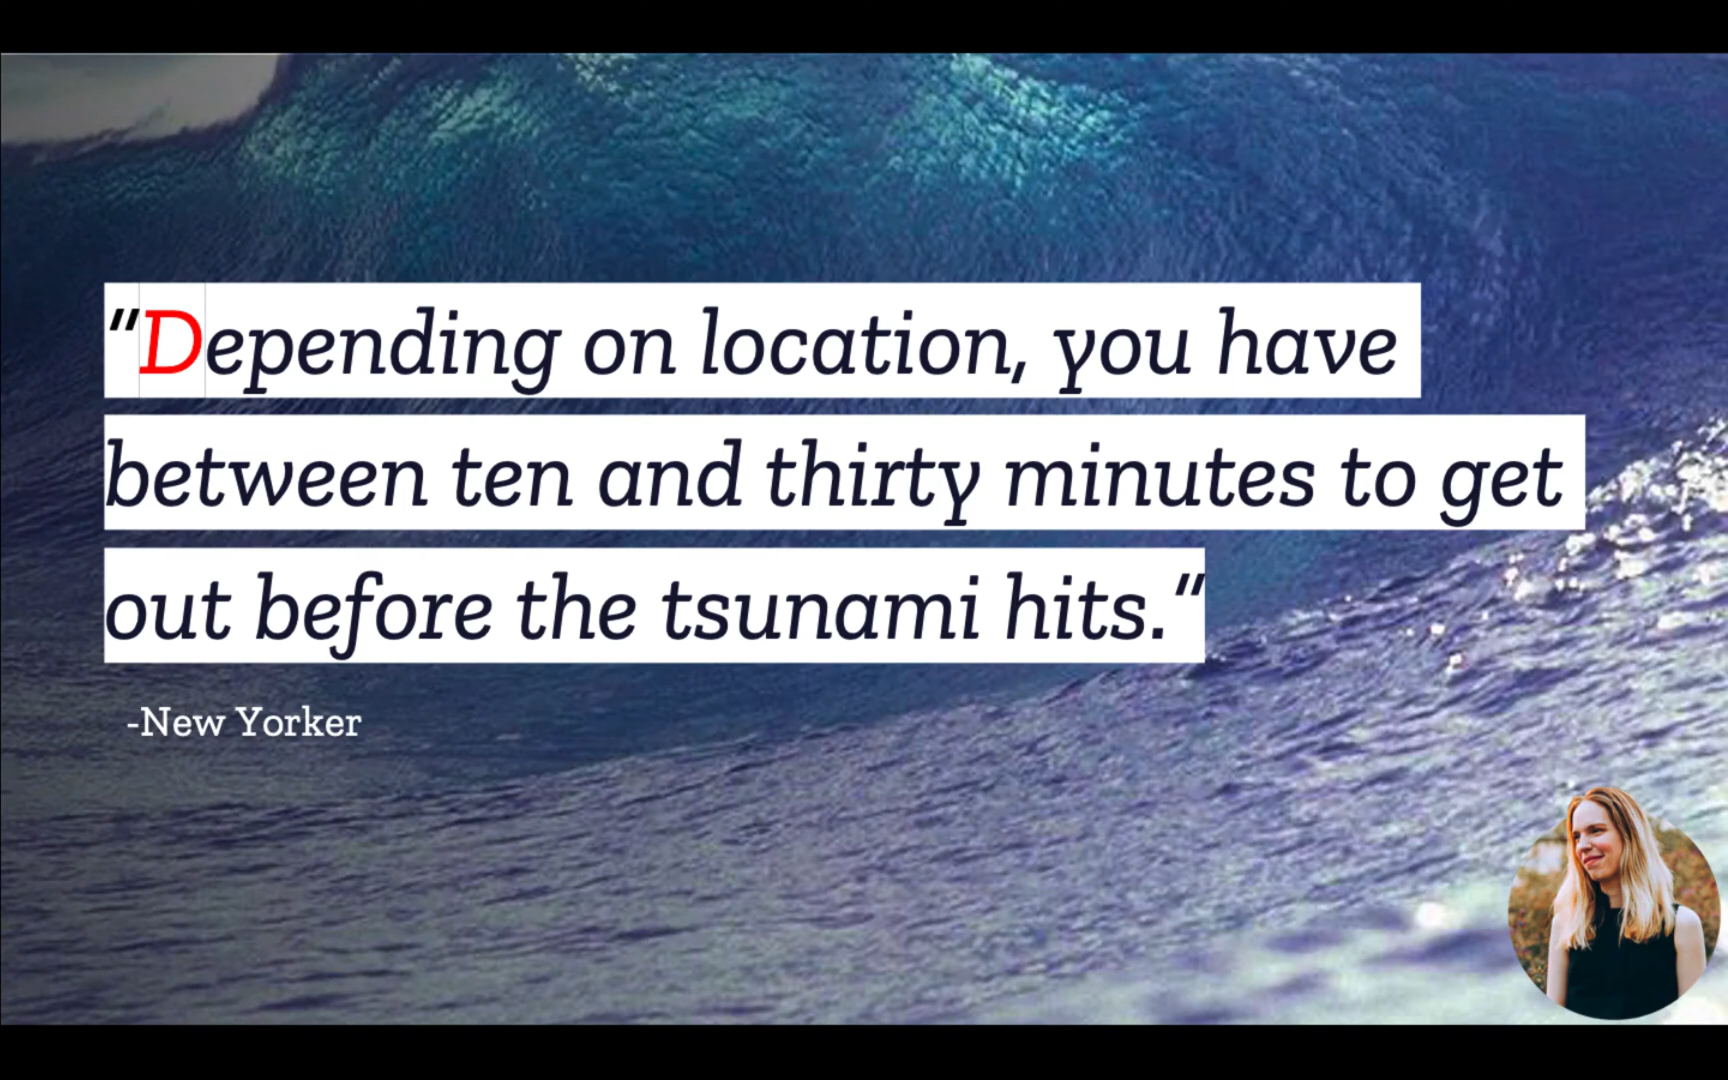 "Depending on location, you have
between ten and thirty minutes to get
out before the tsunami hits."
-New Yorker